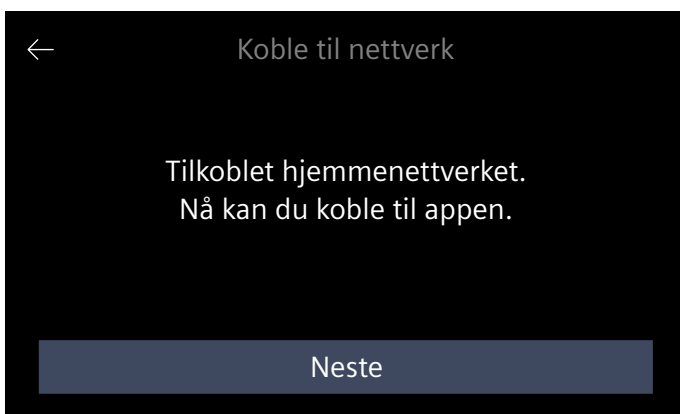 Koble til nettverk
Tilkoblet hjemmenettverket.
Nå kan du koble til appen.
Neste